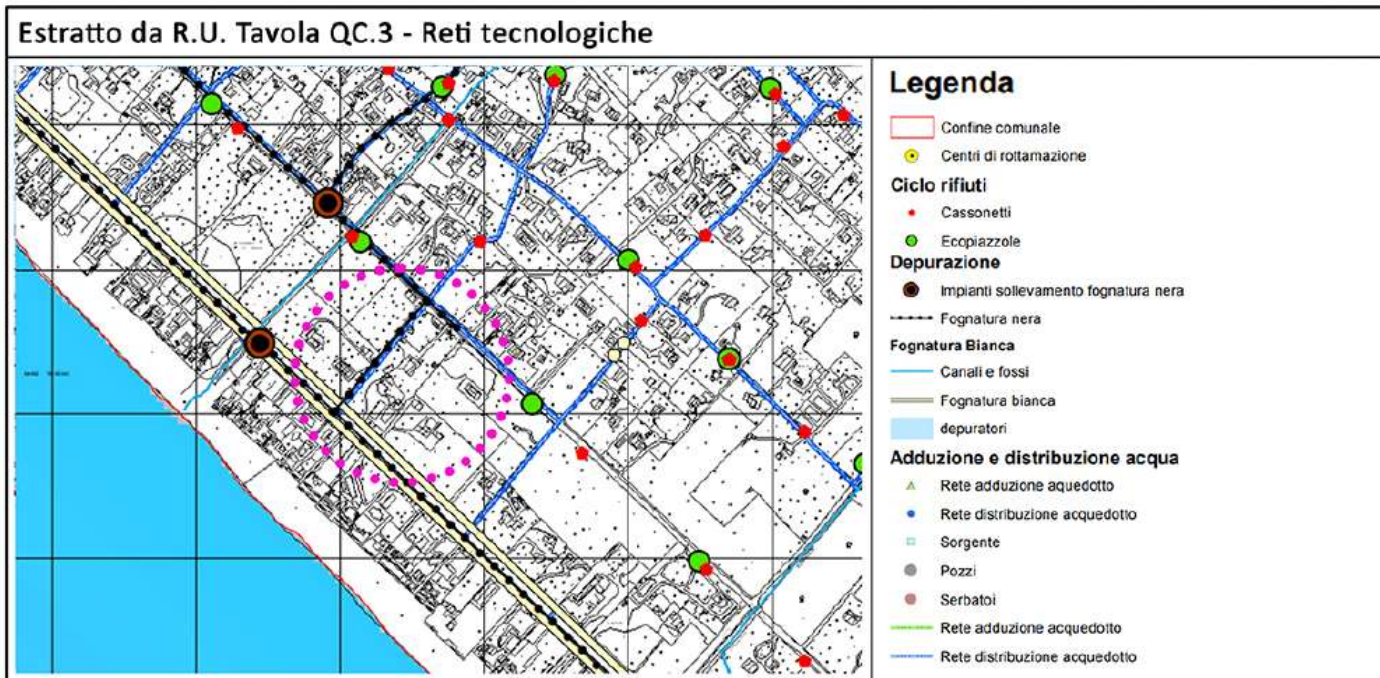 Estratto da R.U. Tavola QC.3 - Reti tecnologiche
Legenda
Confine comunale
Centri di rottamazione
Ciclo rifiuti
Cassonetti
Ecopiazzole
Depurazione
Impianti sollevamento fognatura nera
Fognatura nera
Fognatura Bianca
Canali e fossi
Fognatura bianca
depuratori
Adduzione e distribuzione acqua
Rete adduzione aquedotto
Rete distribuzione acquedotto
Sorgente
Pozzi
Serbatoi
Rete adduzione acquedotto
Rete distribuzione acquedotto